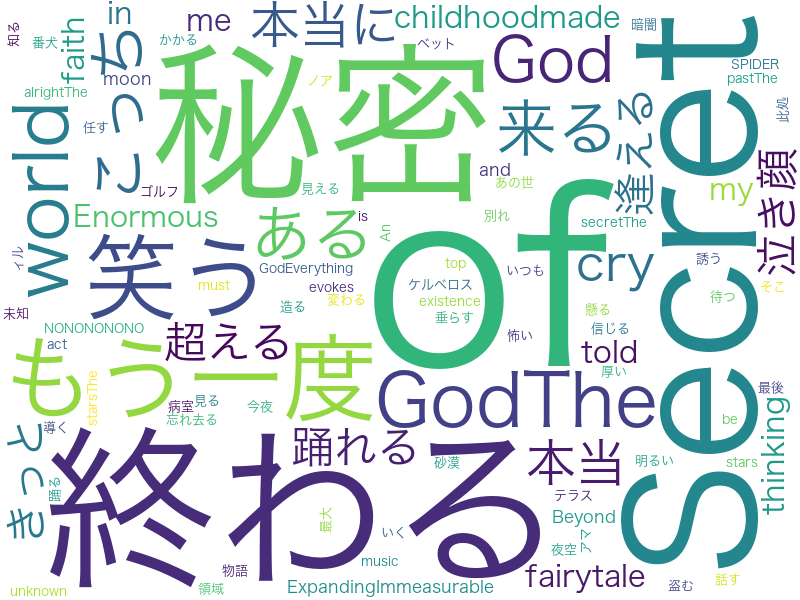 知る
番犬
こっち
faith
in
me
本当に
かかる
childhoodmade
ベット
God
暗闇
Secret
SPIDER
pastThe
moon
alrightThe
秘密
ノア
来る
逢える
此処
world
任す
ゴルフ
見える
and
あの世
my
泣き顔
Enormous
ある
is
An
of
別れ
secretThe
笑う
ィル
GodEverything
top
いつも
cry
誘う
must
evokes
ケルベロス
そこ
未知
造る
変わる
existence
垂らす
懸る
待つ
NONONONONO
超える
怖い
信じる
act
もう一度
told
starsThe
病室
見る
今夜
GodThe
厚い
最後
忘れ去る
導く
きっと
踊れる
本当
be
thinking
終わる
砂漠
明るい
stars
踊る
最大
テラス
Beyond
いく
アマ
夜空
music
物語
unknown
領域
ExpandingImmeasurable
fairytale
盗む
話す